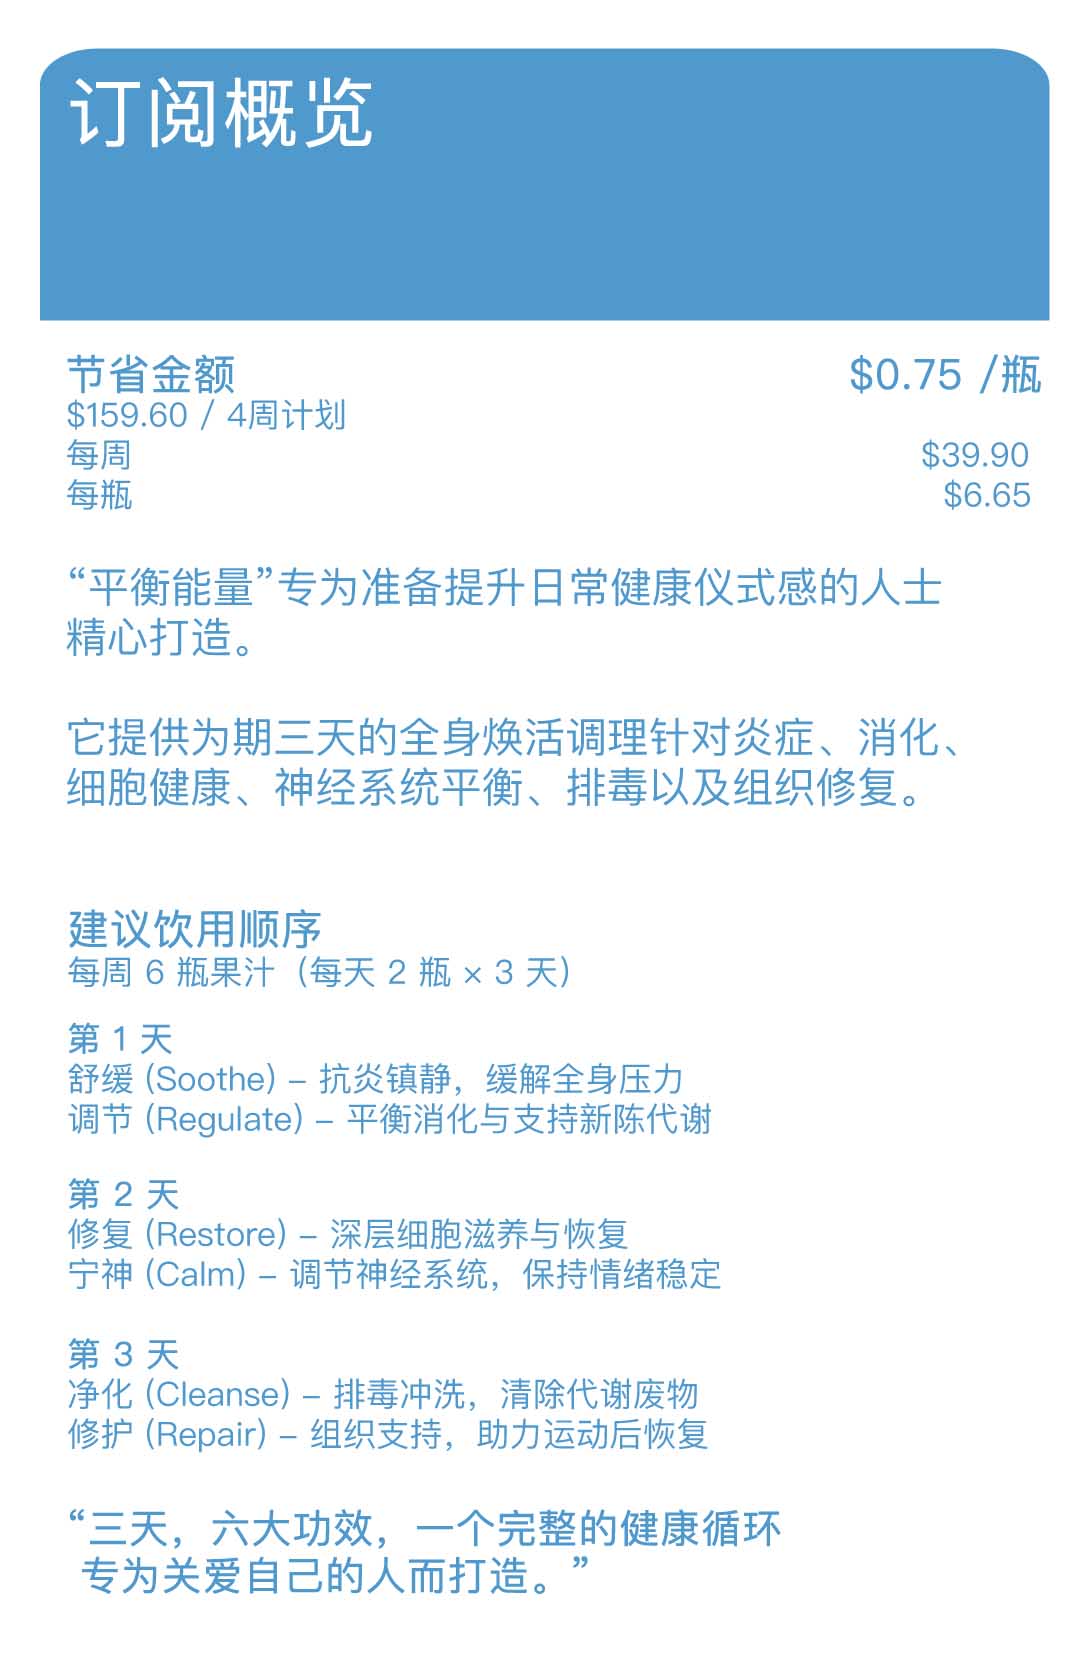 订阅概览
节省金额 $0.75 /瓶
$159.60 / 4周计划
每周 $39.90
每瓶 $6.65
“平衡能量”专为准备提升日常健康仪式感的人士
精心打造。
它提供为期三天的全身焕活调理针对炎症、消化、
细胞健康、神经系统平衡、排毒以及组织修复。
建议饮用顺序
每周 6 瓶果汁（每天 2 瓶 × 3 天）
第 1 天
舒缓 (Soothe) – 抗炎镇静，缓解全身压力
调节 (Regulate) – 平衡消化与支持新陈代谢
第 2 天
修复 (Restore) – 深层细胞滋养与恢复
宁神 (Calm) – 调节神经系统，保持情绪稳定
第 3 天
净化 (Cleanse) – 排毒冲洗，清除代谢废物
修护 (Repair) – 组织支持，助力运动后恢复
“三天，六大功效，一个完整的健康循环
专为关爱自己的人而打造。”